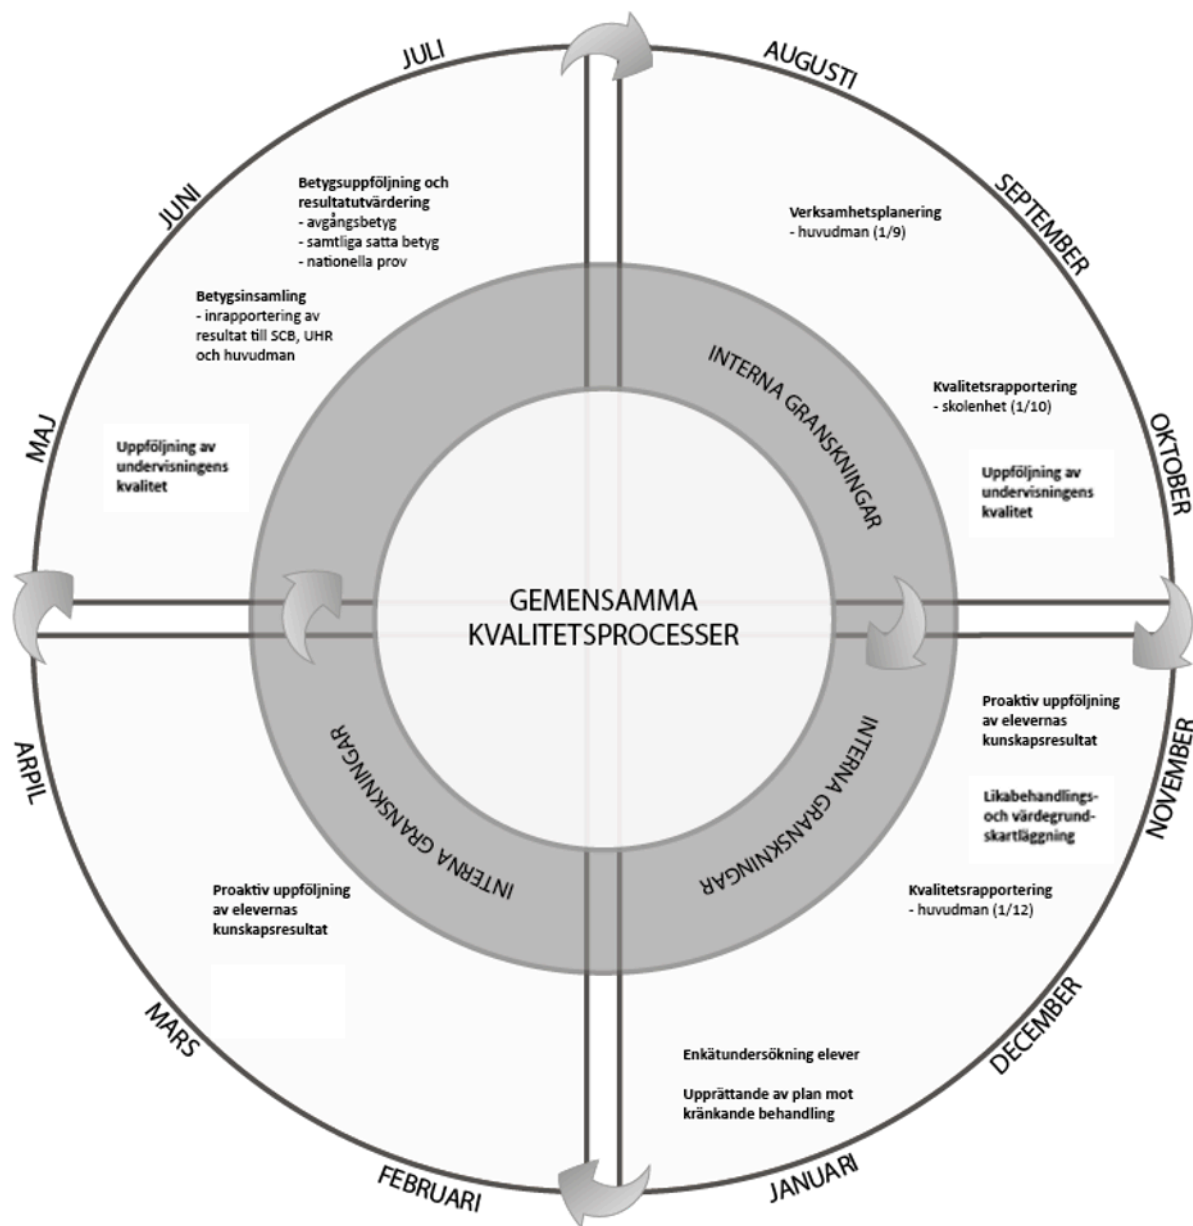 JULI
AUGUSTI
JUNI
SEPTEMBER
Betygsuppföljning och
resultatutvärdering
- avgångsbetyg
- samtliga satta betyg
- nationella prov
Verksamhetsplanering
- huvudman (1/9)
Betygsinsamling
- inrapportering av
resultat till SCB, UHR
och huvudman
INTERNA GRANSKNINGAR
Kvalitetsrapportering
- skolenhet (1/10)
MAJ
OKTOBER
Uppföljning av
undervisningens
kvalitet
Uppföljning av
undervisningens
kvalitet
GEMENSAMMA
KVALITETSPROCESSER
Proaktiv uppföljning
av elevernas
kunskapsresultat
ARPIL
NOVEMBER
INTERNA GRANSKNINGAR
INTERNA GRANSKNINGAR
Likabehandlings-
och värdegrund-
skartläggning
Proaktiv uppföljning
av elevernas
kunskapsresultat
Kvalitetsrapportering
- huvudman (1/12)
MARS
DECEMBER
Enkätundersökning elever
Upprättande av plan mot
kränkande behandling
FEBRUARI
JANUARI